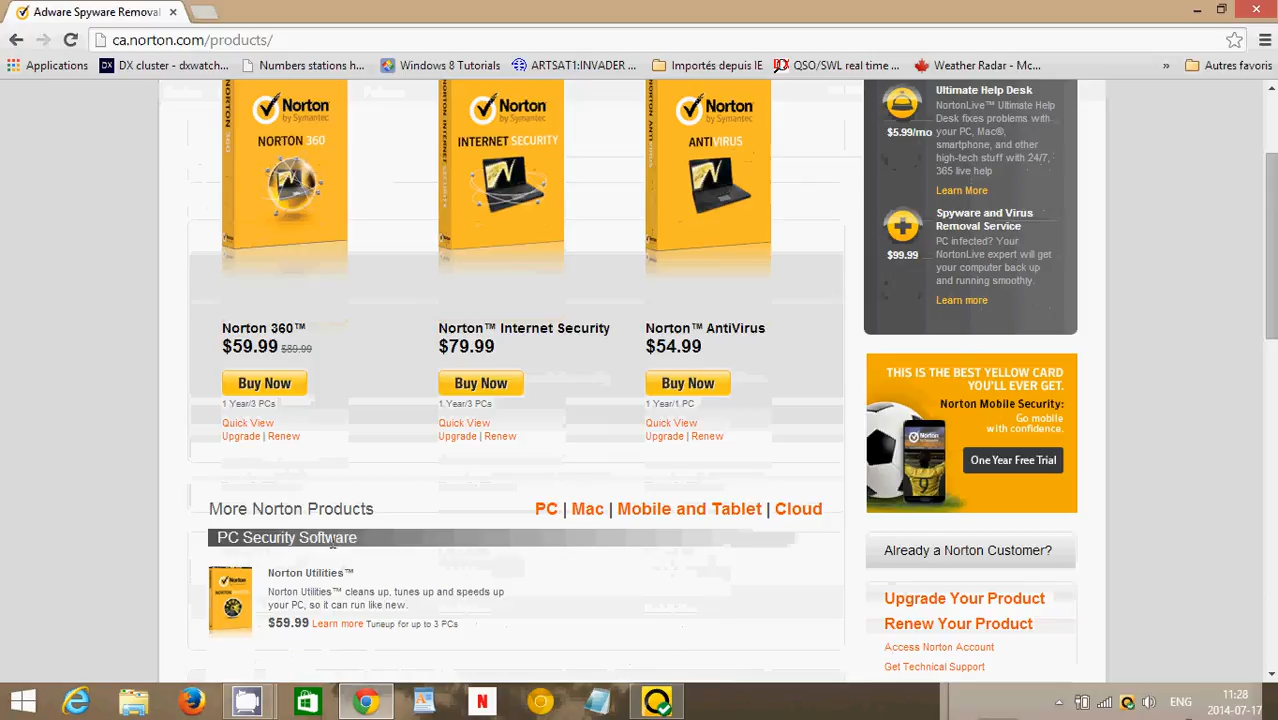 Adware Spyware Removal
ca.norton.com/products/
Applications
DX cluster - dxwatch...
Numbers stations h...
Windows 8 Tutorials
ARTSAT1:INVADER ...
Importés depuis IE
QSO/SWL real time ...
Weather Radar - Mc...
»
Autres favoris
Norton
by Symantec
NORTON 360
NORTON 360
Norton
by Symantec
INTERNET SECURITY
NORTON INTERNET SECURITY
Norton
by Symantec
ANTIVIRUS
Norton 360™
$59.99 $89.99
Buy Now
1 Year/3 PCs
Quick View
Upgrade | Renew
Norton™ Internet Security
$79.99
Buy Now
1 Year/3 PCs
Quick View
Upgrade | Renew
Norton™ AntiVirus
$54.99
Buy Now
1 Year/1 PC
Quick View
Upgrade | Renew
More Norton Products
PC | Mac | Mobile and Tablet | Cloud
PC Security Software
Norton Utilities™
Norton Utilities™ cleans up, tunes up and speeds up
your PC, so it can run like new.
$59.99 Learn more Tuneup for up to 3 PCs
Ultimate Help Desk
$5.99/mo
NortonLive™ Ultimate Help
Desk fixes problems with
your PC, Mac®,
smartphone, and other
high-tech stuff with 24/7,
365 live help
Learn More
Spyware and Virus
Removal Service
$99.99
PC infected? Your
NortonLive expert will get
your computer back up
and running smoothly.
Learn more
THIS IS THE BEST YELLOW CARD
YOU'LL EVER GET.
Norton Mobile Security:
Go mobile
with confidence.
Norton
One Year Free Trial
Already a Norton Customer?
Upgrade Your Product
Renew Your Product
Access Norton Account
Get Technical Support
N
ENG
11:28
2014-07-17